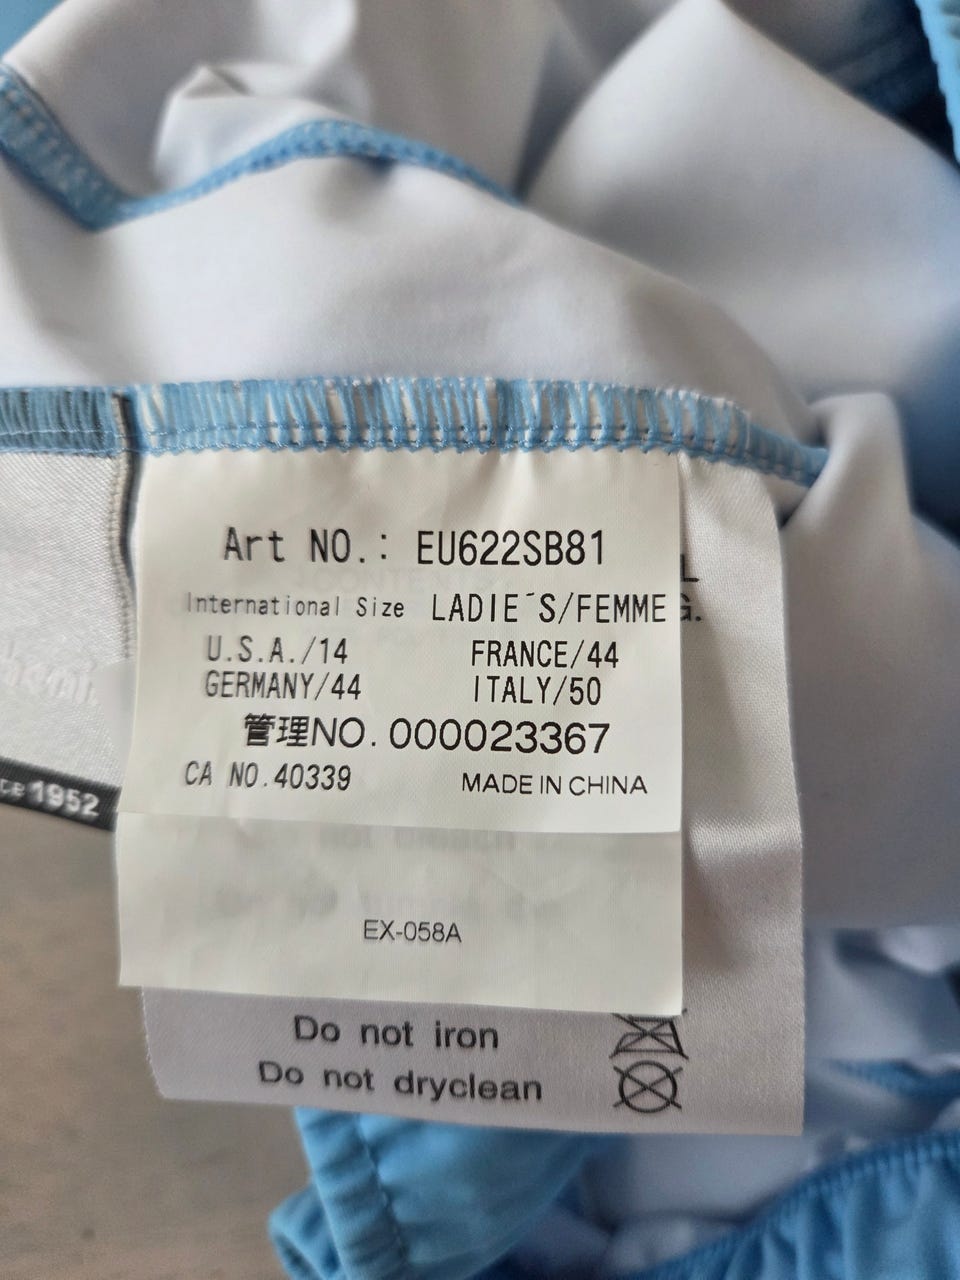 Art NO.: EU622SB81
International Size LADIE´S/FEMME
U.S.A./14 FRANCE/44
GERMANY/44 ITALY/50
管理NO.000023367
CA NO.40339 MADE IN CHINA
1952
EX-058A
Do not iron
Do not dryclean